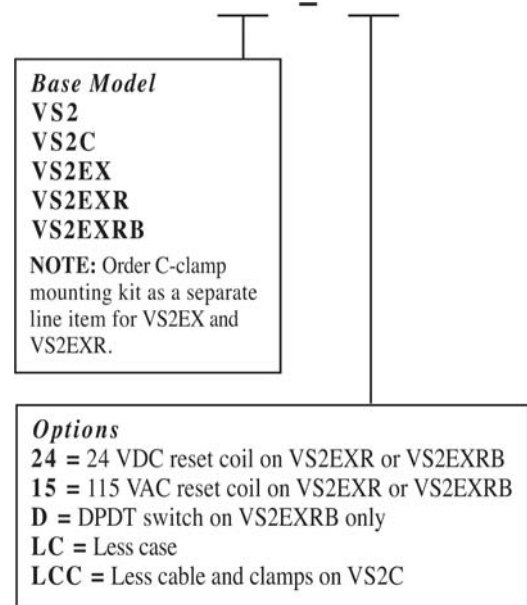 –
Base Model
VS2
VS2C
VS2EX
VS2EXR
VS2EXRB
NOTE: Order C-clamp
mounting kit as a separate
line item for VS2EX and
VS2EXR.
Options
24 = 24 VDC reset coil on VS2EXR or VS2EXRB
15 = 115 VAC reset coil on VS2EXR or VS2EXRB
D = DPDT switch on VS2EXRB only
LC = Less case
LCC = Less cable and clamps on VS2C